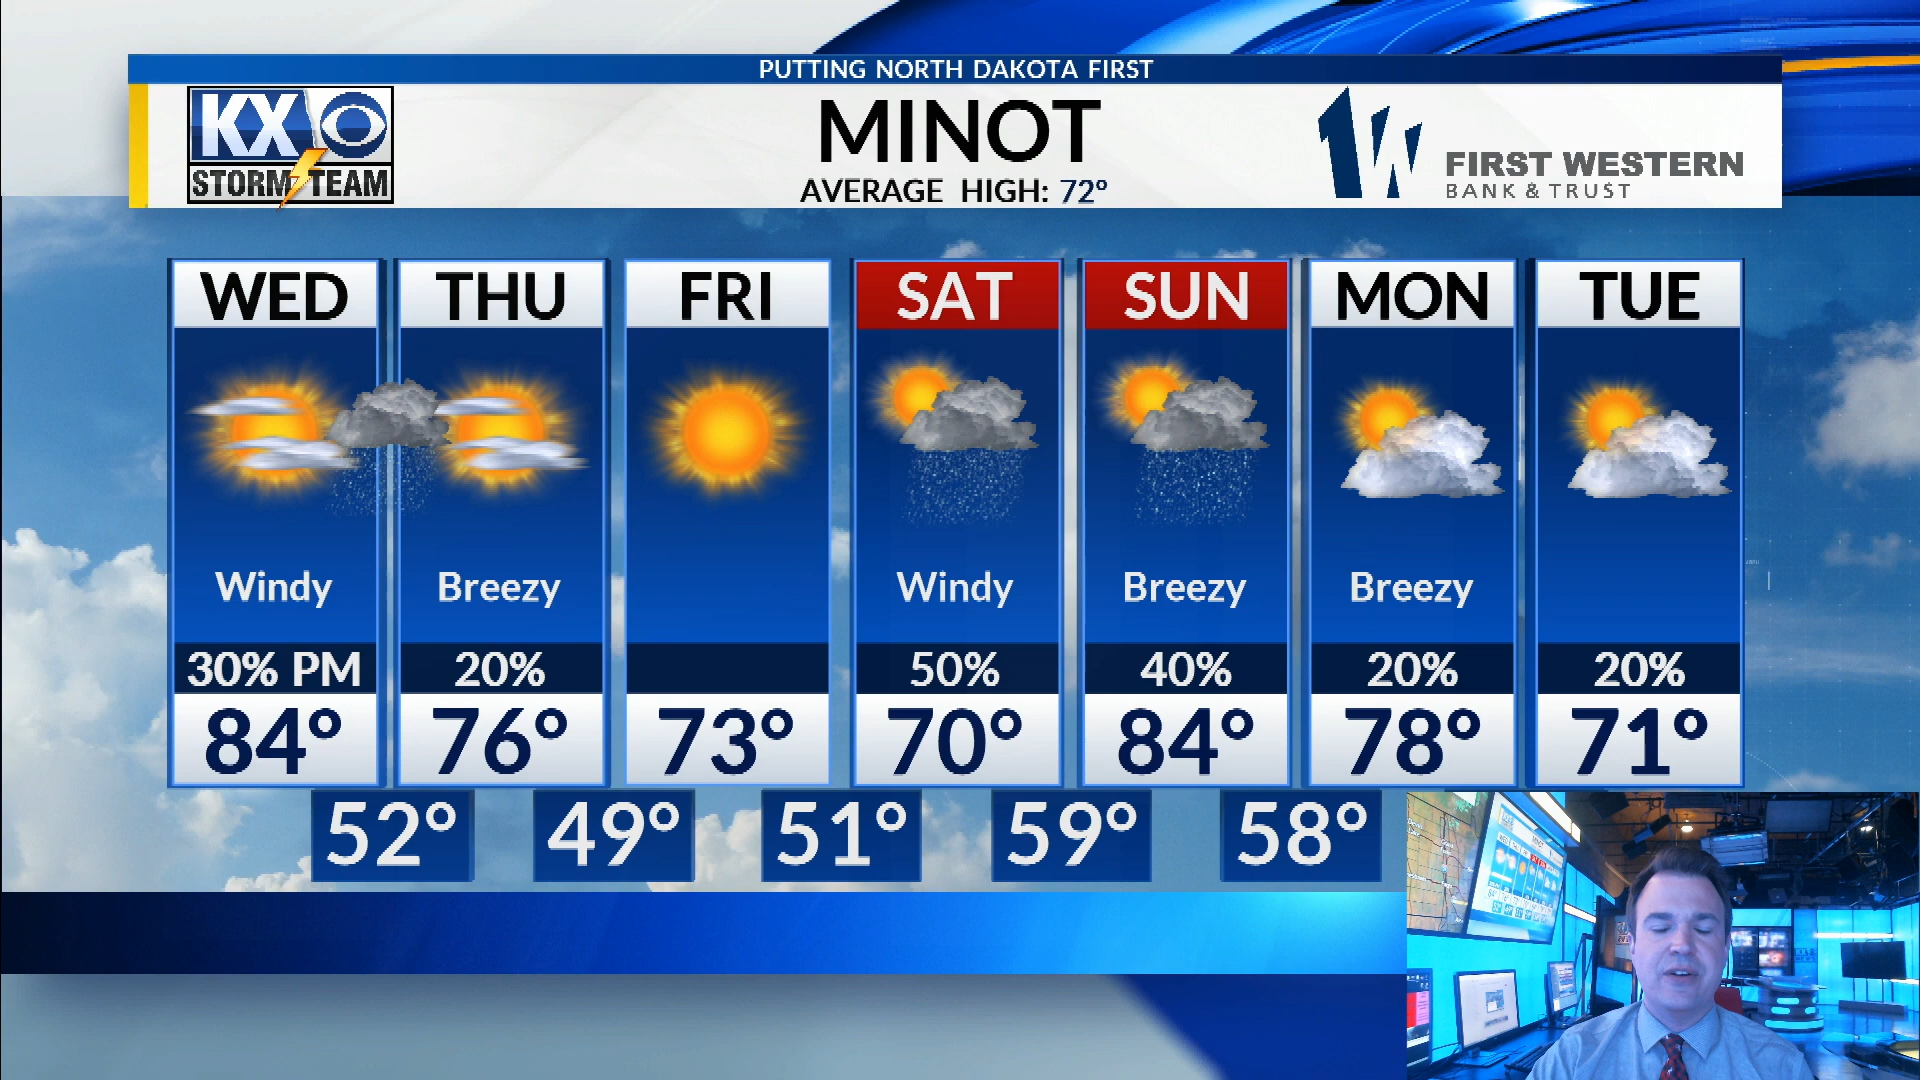 PUTTING NORTH DAKOTA FIRST
KX
STORM TEAM
MINOT
AVERAGE HIGH: 72°
1W
FIRST WESTERN
BANK & TRUST
WED THU FRI SAT SUN MON TUE
Windy Breezy Windy Breezy Breezy
30% PM 20% 50% 40% 20% 20%
84° 76° 73° 70° 84° 78° 71°
52° 49° 51° 59° 58°